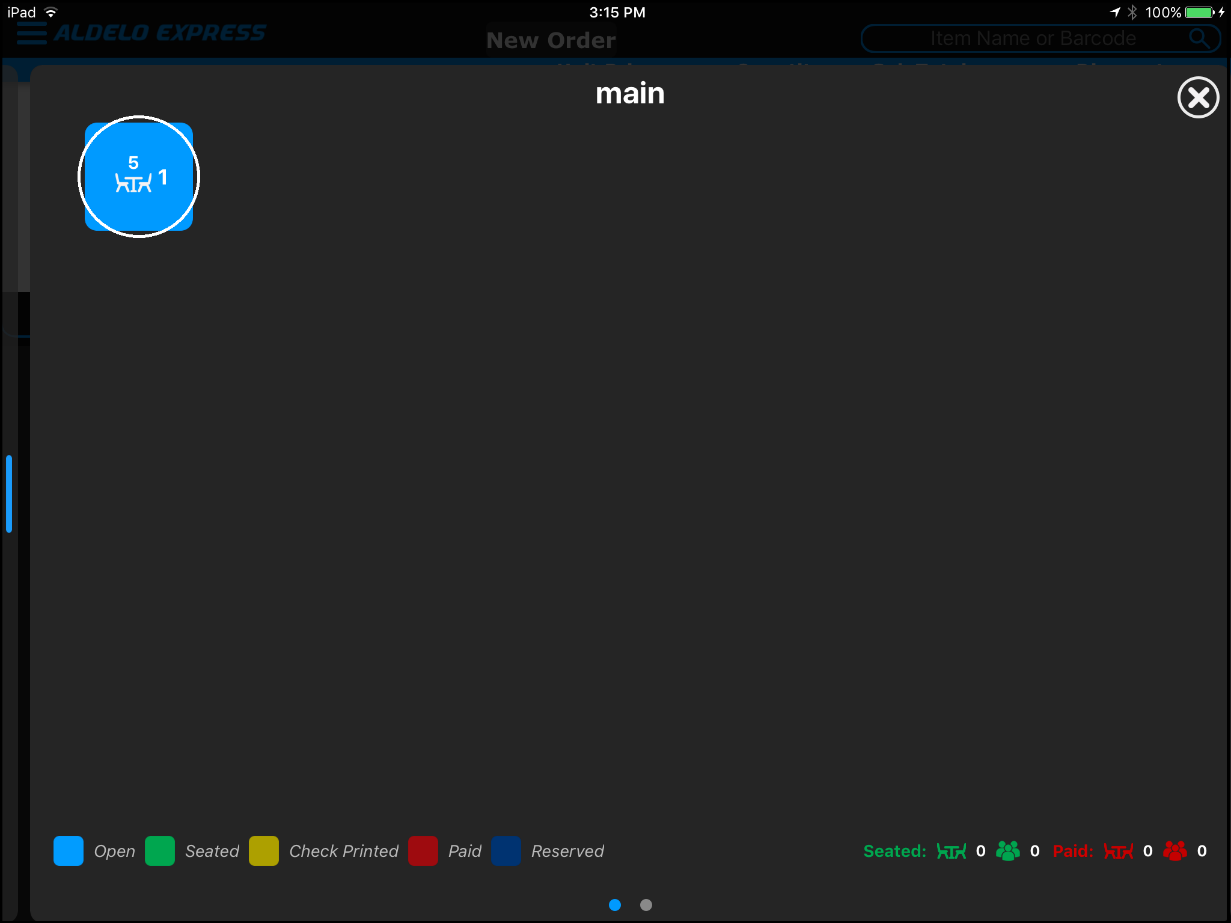 iPad 3:15 PM 100%
ALDELO EXPRESS New Order Item Name or Barcode
main
5
1
Open Seated Check Printed Paid Reserved Seated: 0 0 Paid: 0 0